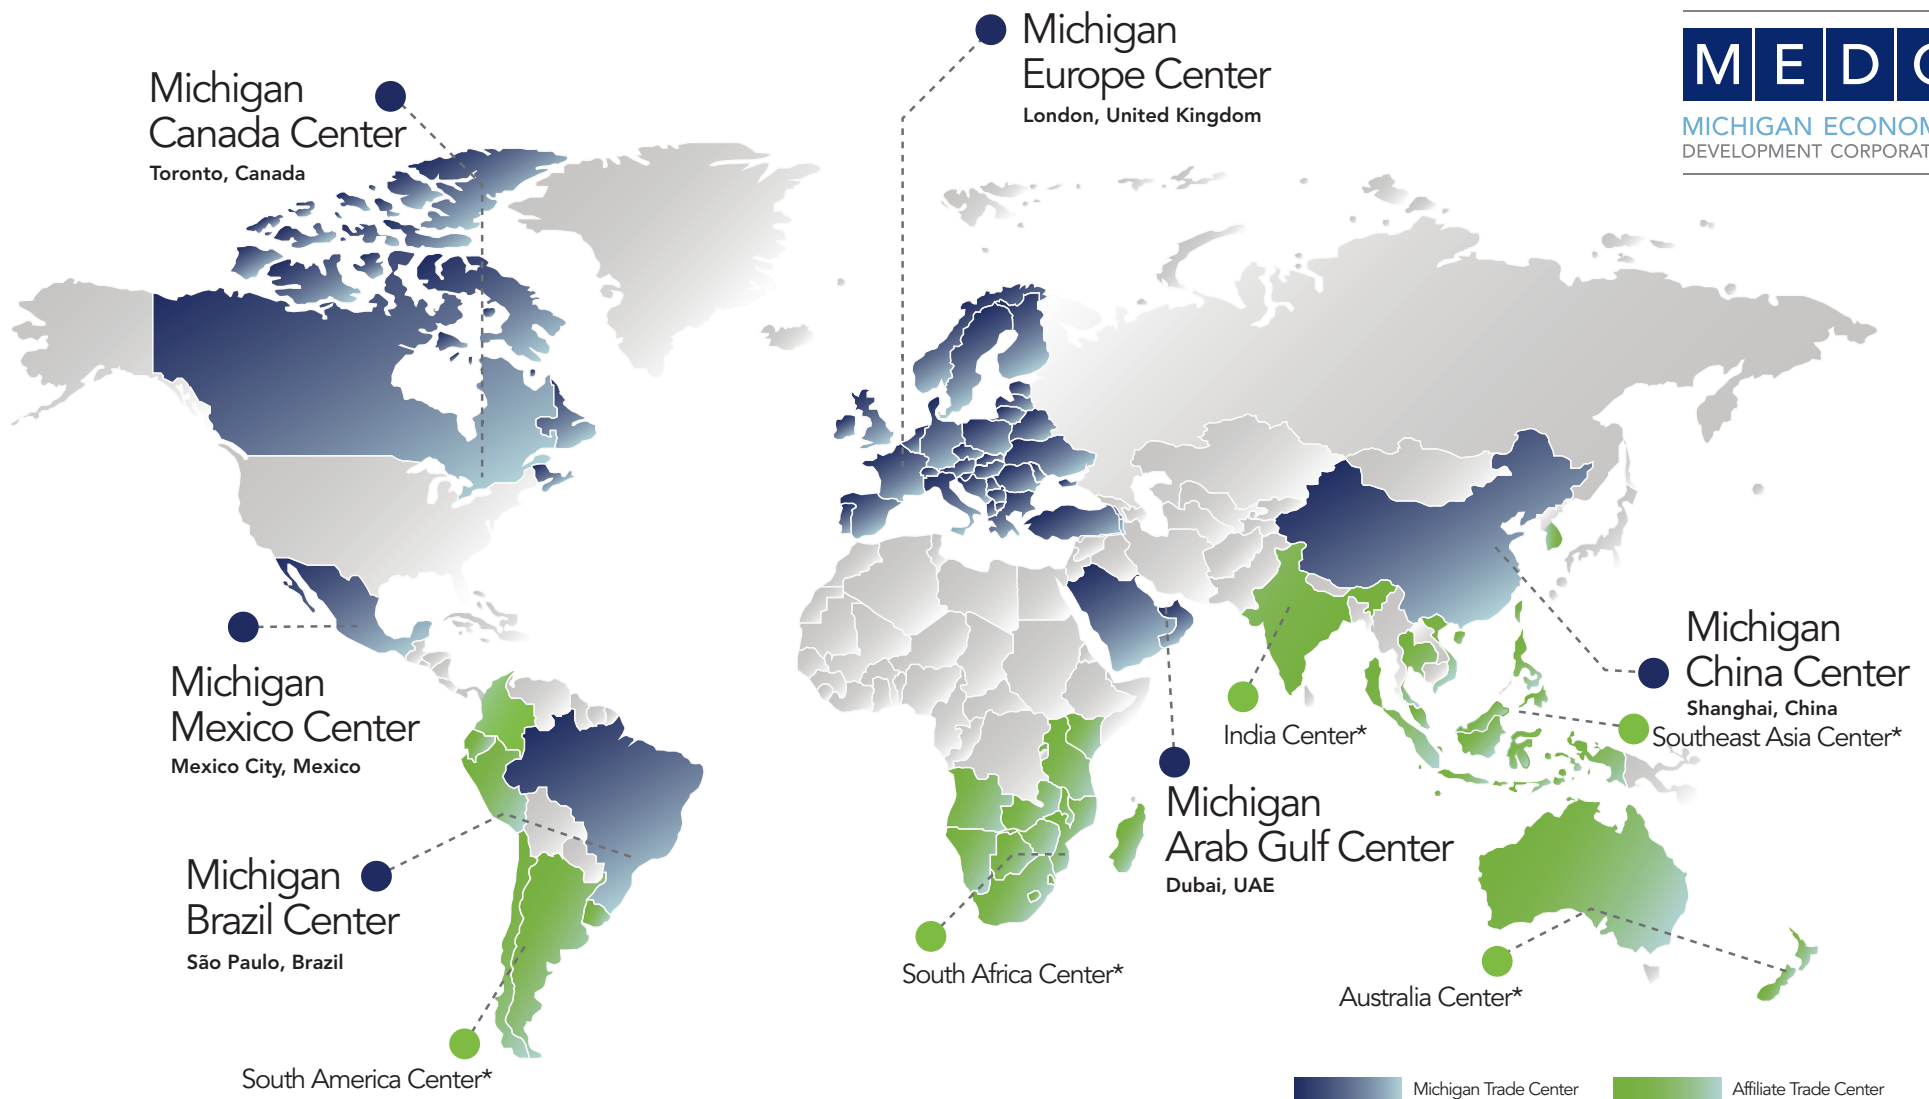 Michigan
Canada Center
Toronto, Canada
Michigan
Europe Center
London, United Kingdom
M E D
MICHIGAN
DEVELOPMENT
Michigan
Mexico Center
Mexico City, Mexico
Michigan
Brazil Center
São Paulo, Brazil
South America Center*
South Africa Center*
Michigan
Arab Gulf Center
Dubai, UAE
India Center*
Michigan
China Center
Shanghai, China
Southeast Asia Center*
Australia Center*
Michigan Trade Center
Affiliate Trade Center